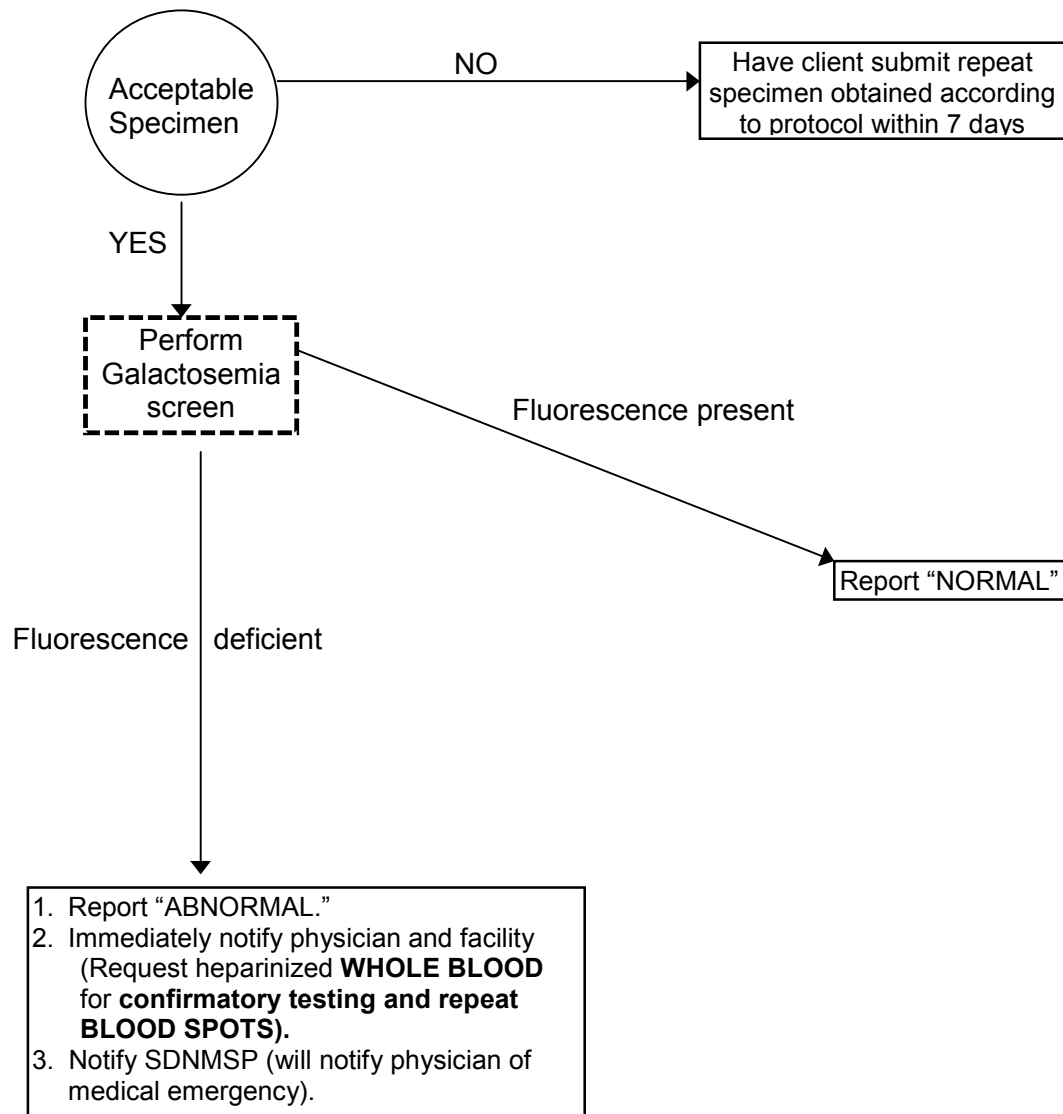 Acceptable
Specimen
NO
Have client submit repeat
specimen obtained according
to protocol within 7 days
YES
Perform
Galactosemia
screen
Fluorescence present
Report “NORMAL”
Fluorescence deficient
1. Report “ABNORMAL.”
2. Immediately notify physician and facility
(Request heparinized WHOLE BLOOD
for confirmatory testing and repeat
BLOOD SPOTS).
3. Notify SDNMSP (will notify physician of
medical emergency).